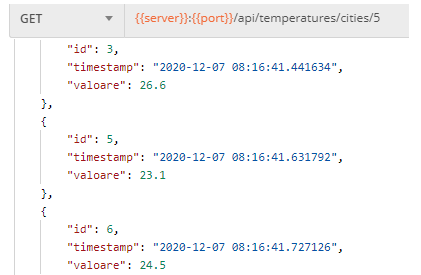 GET {{server}}:{{port}}/api/temperatures/cities/5
"id": 3,
"timestamp": "2020-12-07 08:16:41.441634",
"valoare": 26.6
},
{
"id": 5,
"timestamp": "2020-12-07 08:16:41.631792",
"valoare": 23.1
},
{
"id": 6,
"timestamp": "2020-12-07 08:16:41.727126",
"valoare": 24.5